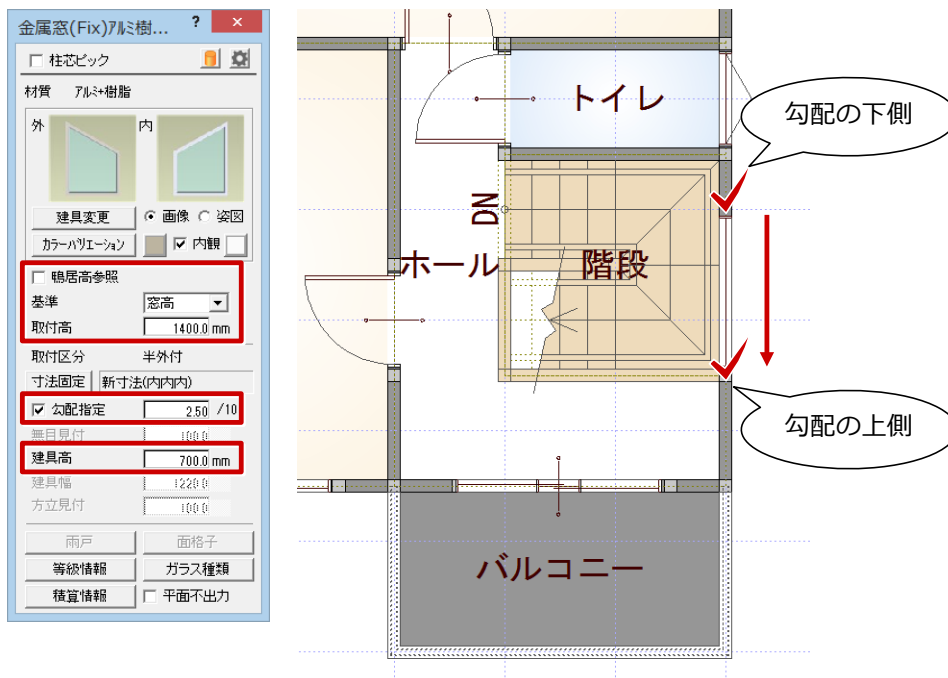 金属窓(Fix)アルミ樹... ? ×
柱芯ピック
材質 アルミ+樹脂
外 内
建具変更 画像 姿図
カラーバリエーション 内観
鴨居高参照
基準 窓高
取付高 1400.0 mm
取付区分 半外付
寸法固定 新寸法(内内内)
勾配指定 2.50 /10
無目見付 100.0
建具高 700.0 mm
建具幅 1220.0
方立見付 100.0
雨戸 面格子
等級情報 ガラス種類
積算情報 平面不出力
トイレ
DN
ホール
階段
バルコニー
勾配の下側
勾配の上側